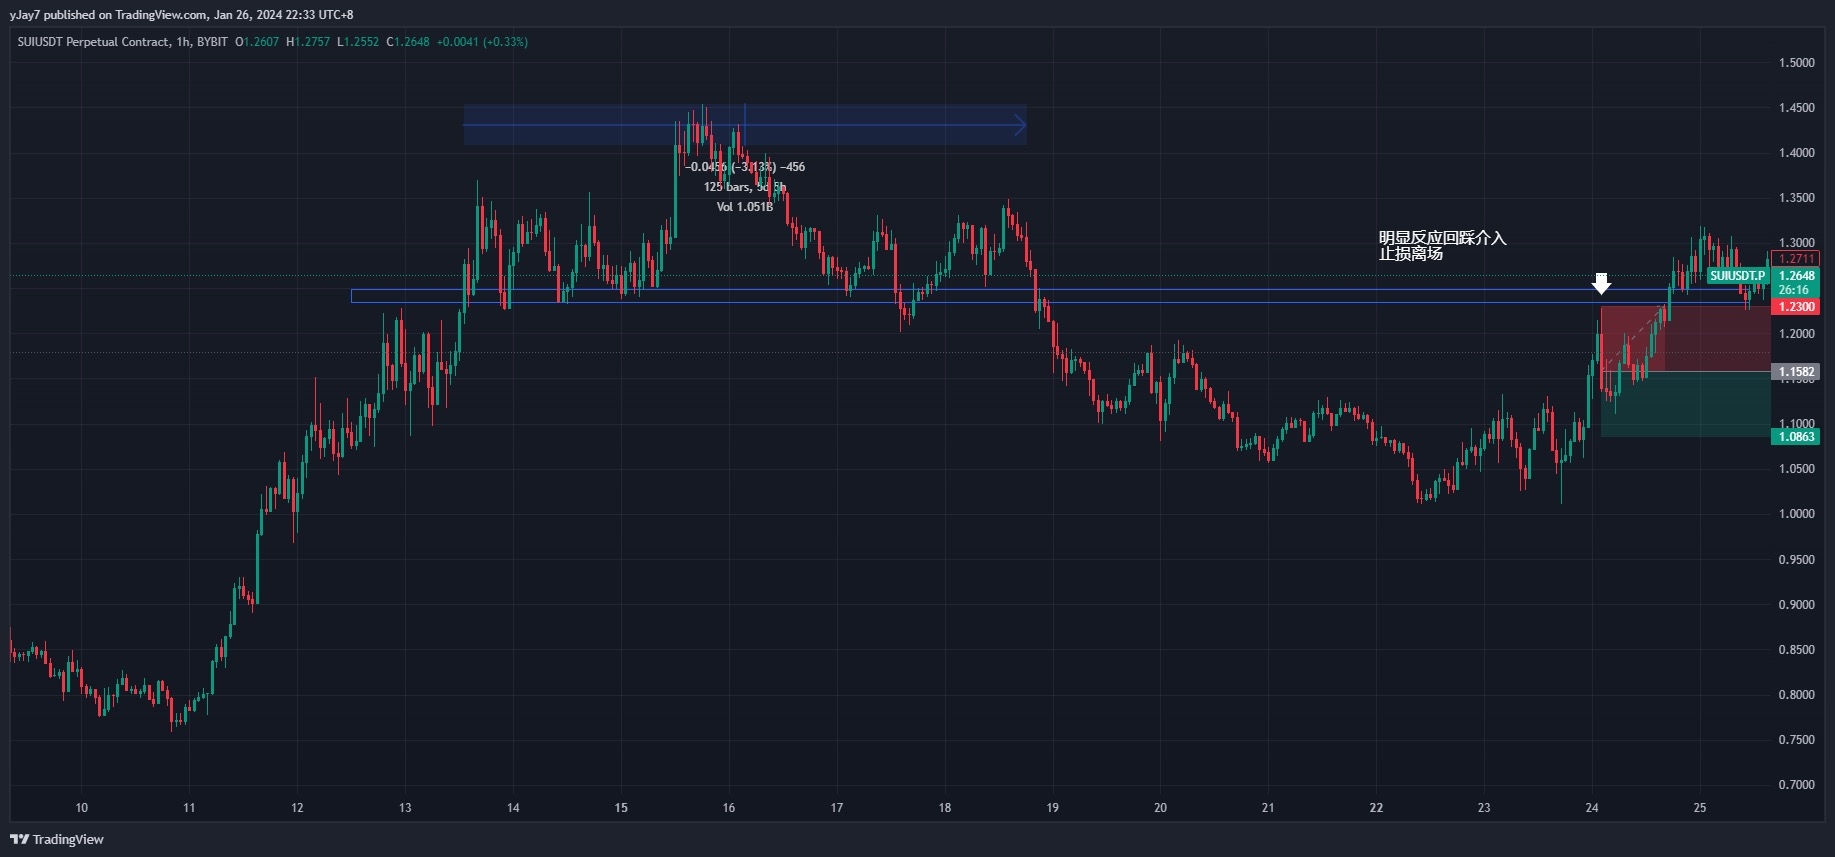 yJay7 published on TradingView.com, Jan 26, 2024 22:33 UTC+8
SUIUSDT Perpetual Contract, 1h, BYBIT O1.2607 H1.2757 L1.2552 C1.2648 +0.0041 (+0.33%)
1.5000
1.4500
1.4000
−0.0456 (−3.13%) −456
125 bars, 5d 5h
1.3500
Vol 1.051B
明显反应回踩介入
止损离场
1.3000
1.2711
SUIUSDT.P 1.2648
26:16
1.2300
1.2000
1.1582
1.1500
1.1000
1.0863
1.0500
1.0000
0.9500
0.9000
0.8500
0.8000
0.7500
0.7000
10 11 12 13 14 15 16 17 18 19 20 21 22 23 24 25
TradingView